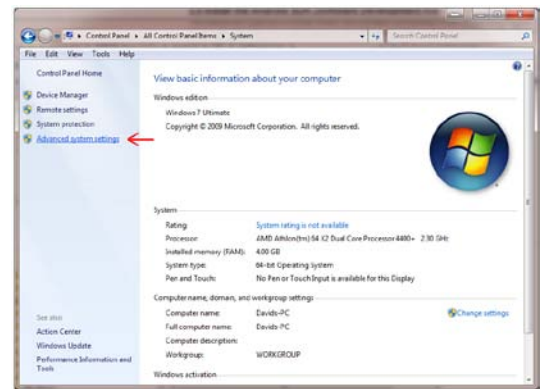 Control Panel ▸ All Control Panel Items ▸ System
Search Control Panel
File Edit View Tools Help
Control Panel Home
Device Manager
Remote settings
System protection
Advanced system settings
View basic information about your computer
Windows edition
Windows 7 Ultimate
Copyright © 2009 Microsoft Corporation. All rights reserved.
System
Rating: System rating is not available
Processor: AMD Athlon(tm) 64 X2 Dual Core Processor 4400+ 2.30 GHz
Installed memory (RAM): 4.00 GB
System type: 64-bit Operating System
Pen and Touch: No Pen or Touch Input is available for this Display
Computer name, domain, and workgroup settings
Computer name: Davids-PC
Change settings
Full computer name: Davids-PC
Computer description:
Workgroup: WORKGROUP
Windows activation
See also
Action Center
Windows Update
Performance Information and
Tools